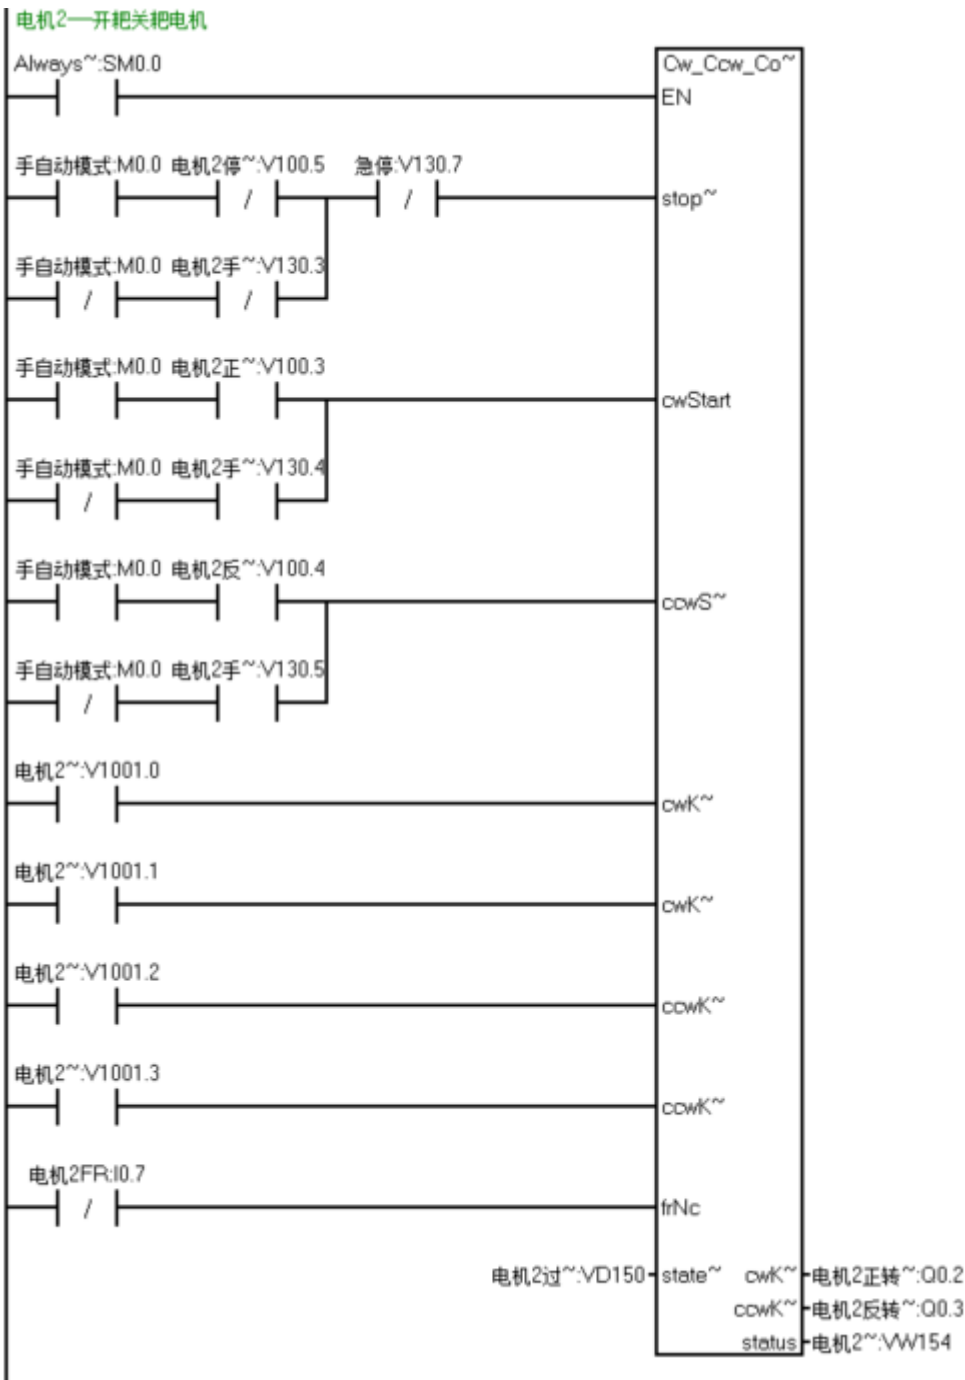 电机2──开耙关耙电机
Always~:SM0.0
Cw_Ccw_Co~
EN
手自动模式:M0.0 电机2停~:V100.5 急停:V130.7
/ /
stop~
手自动模式:M0.0 电机2手~:V130.3
/ /
手自动模式:M0.0 电机2正~:V100.3
cwStart
手自动模式:M0.0 电机2手~:V130.4
/
手自动模式:M0.0 电机2反~:V100.4
ccwS~
手自动模式:M0.0 电机2手~:V130.5
/
电机2~:V1001.0
cwK~
电机2~:V1001.1
cwK~
电机2~:V1001.2
ccwK~
电机2~:V1001.3
ccwK~
电机2FR:I0.7
/
frNc
电机2过~:VD150 state~ cwK~ 电机2正转~:Q0.2
ccwK~ 电机2反转~:Q0.3
status 电机2~:VW154